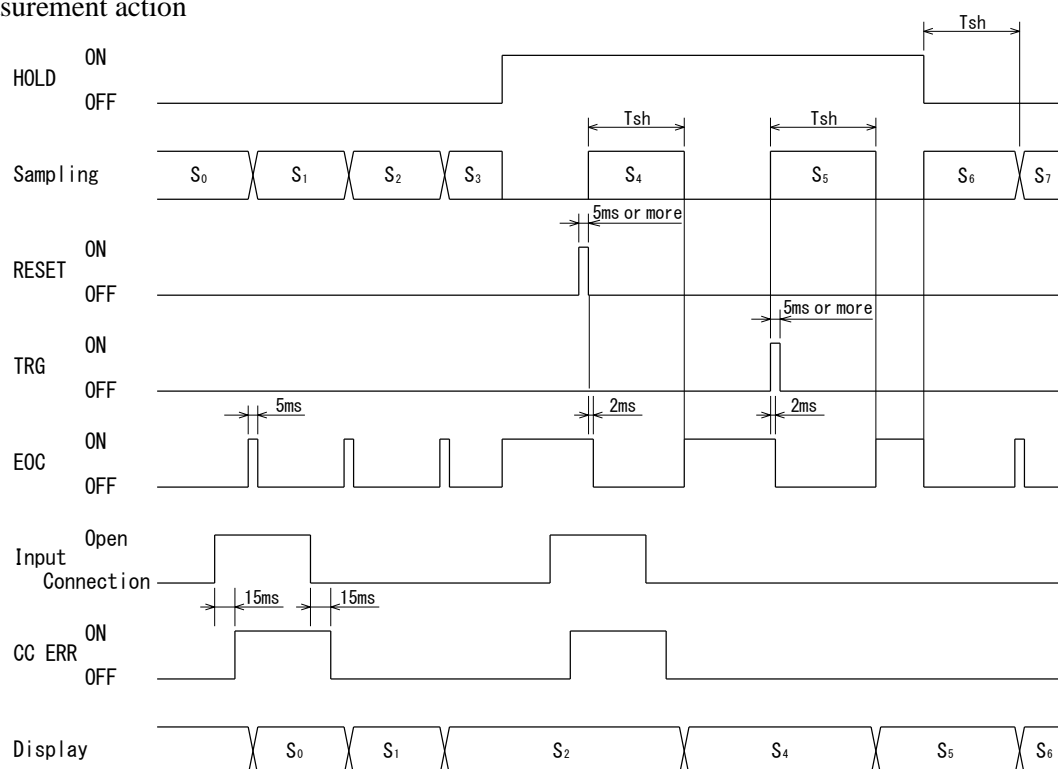 surement action
Tsh
ON
HOLD
OFF
Tsh Tsh
Sampling S₀ S₁ S₂ S₃ S₄ S₅ S₆ S₇
5ms or more
ON
RESET
OFF
5ms or more
ON
TRG
OFF
5ms 2ms 2ms
ON
EOC
OFF
Open
Input
Connection
15ms 15ms
ON
CC ERR
OFF
Display S₀ S₁ S₂ S₄ S₅ S₆